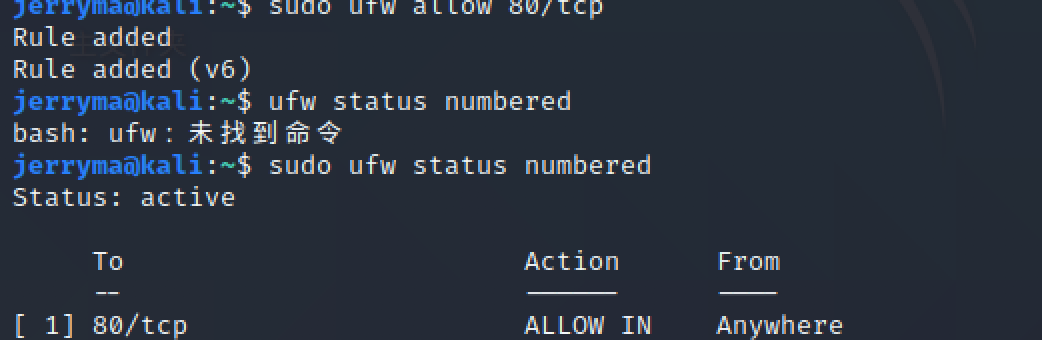 jerryma@kali:~$ sudo ufw allow 80/tcp
Rule added
Rule added (v6)
jerryma@kali:~$ ufw status numbered
bash: ufw：未找到命令
jerryma@kali:~$ sudo ufw status numbered
Status: active
To Action From
-- ------ ----
[ 1] 80/tcp ALLOW IN Anywhere